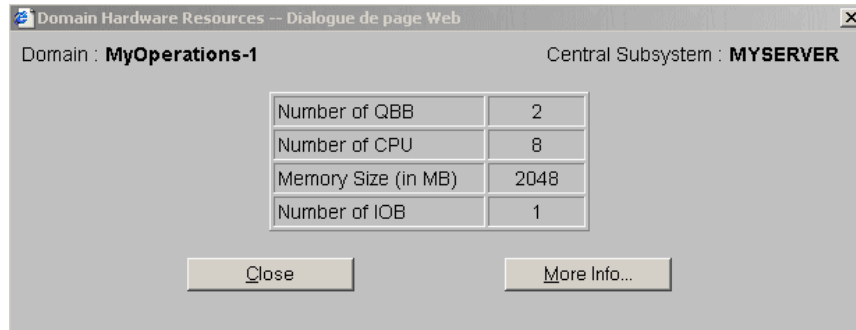 Domain Hardware Resources -- Dialogue de page Web
Domain : MyOperations-1 Central Subsystem : MYSERVER
Number of QBB 2
Number of CPU 8
Memory Size (in MB) 2048
Number of IOB 1
Close More Info...